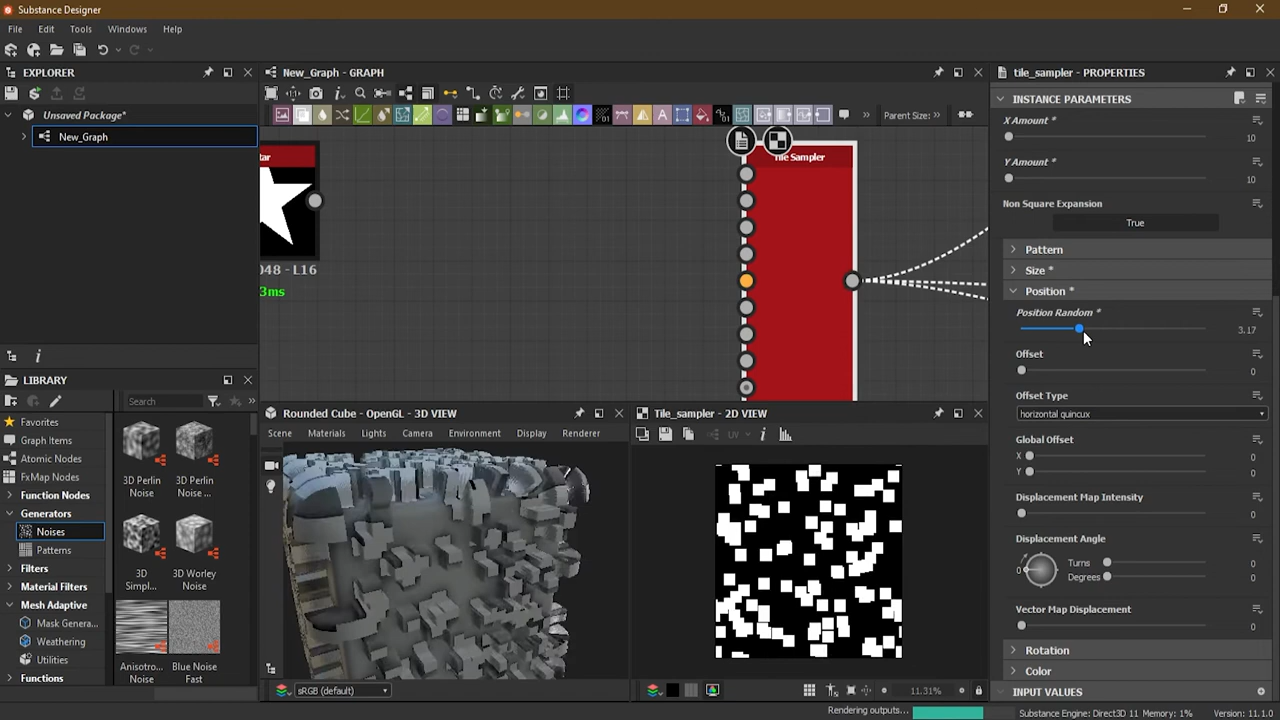 Substance Designer
File Edit Tools Windows Help
EXPLORER
Unsaved Package*
New_Graph
LIBRARY
Search
Favorites
Graph Items
Atomic Nodes
FxMap Nodes
Function Nodes
Generators
Noises
Patterns
Filters
Material Filters
Mesh Adaptive
Mask Genera...
Weathering
Utilities
Functions
3D Perlin
Noise
3D Perlin
Noise ...
3D
Simpl...
3D Worley
Noise
Anisotro...
Noise
Blue Noise
Fast
New_Graph - GRAPH
Parent Size:
tar
048 - L16
3ms
Tile Sampler
Rounded Cube - OpenGL - 3D VIEW
Scene Materials Lights Camera Environment Display Renderer
sRGB (default)
Tile_sampler - 2D VIEW
UV
11.31%
tile_sampler - PROPERTIES
INSTANCE PARAMETERS
X Amount *
10
Y Amount *
10
Non Square Expansion
True
Pattern
Size *
Position *
Position Random *
3.17
Offset
0
Offset Type
horizontal quincux
Global Offset
X 0
Y 0
Displacement Map Intensity
0
Displacement Angle
0
Turns 0
Degrees 0
Vector Map Displacement
0
Rotation
Color
INPUT VALUES
Rendering outputs...
Substance Engine: Direct3D 11 Memory: 1% Version: 11.1.0